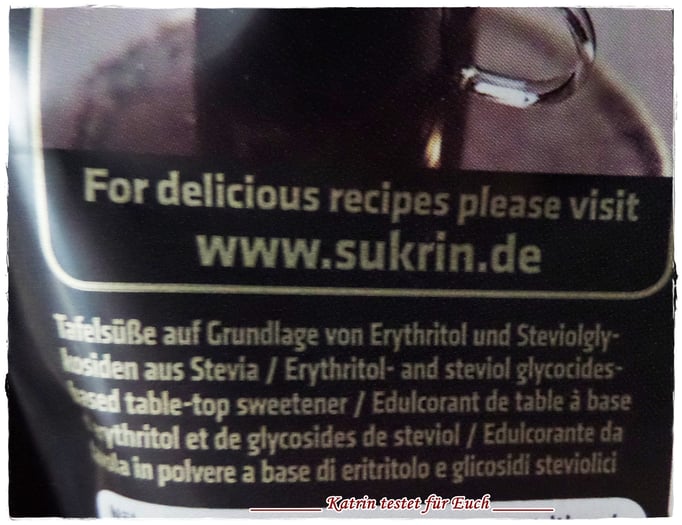 For delicious recipes please visit
www.sukrin.de
Tafelsüße auf Grundlage von Erythritol und Steviolgly-
kosiden aus Stevia / Erythritol- and steviol glycocides-
based table-top sweetener / Edulcorant de table à base
erythritol et de glycosides de steviol / Edulcorante da
in polvere a base di eritritolo e glicosidi steviolici
Katrin testet für Euch